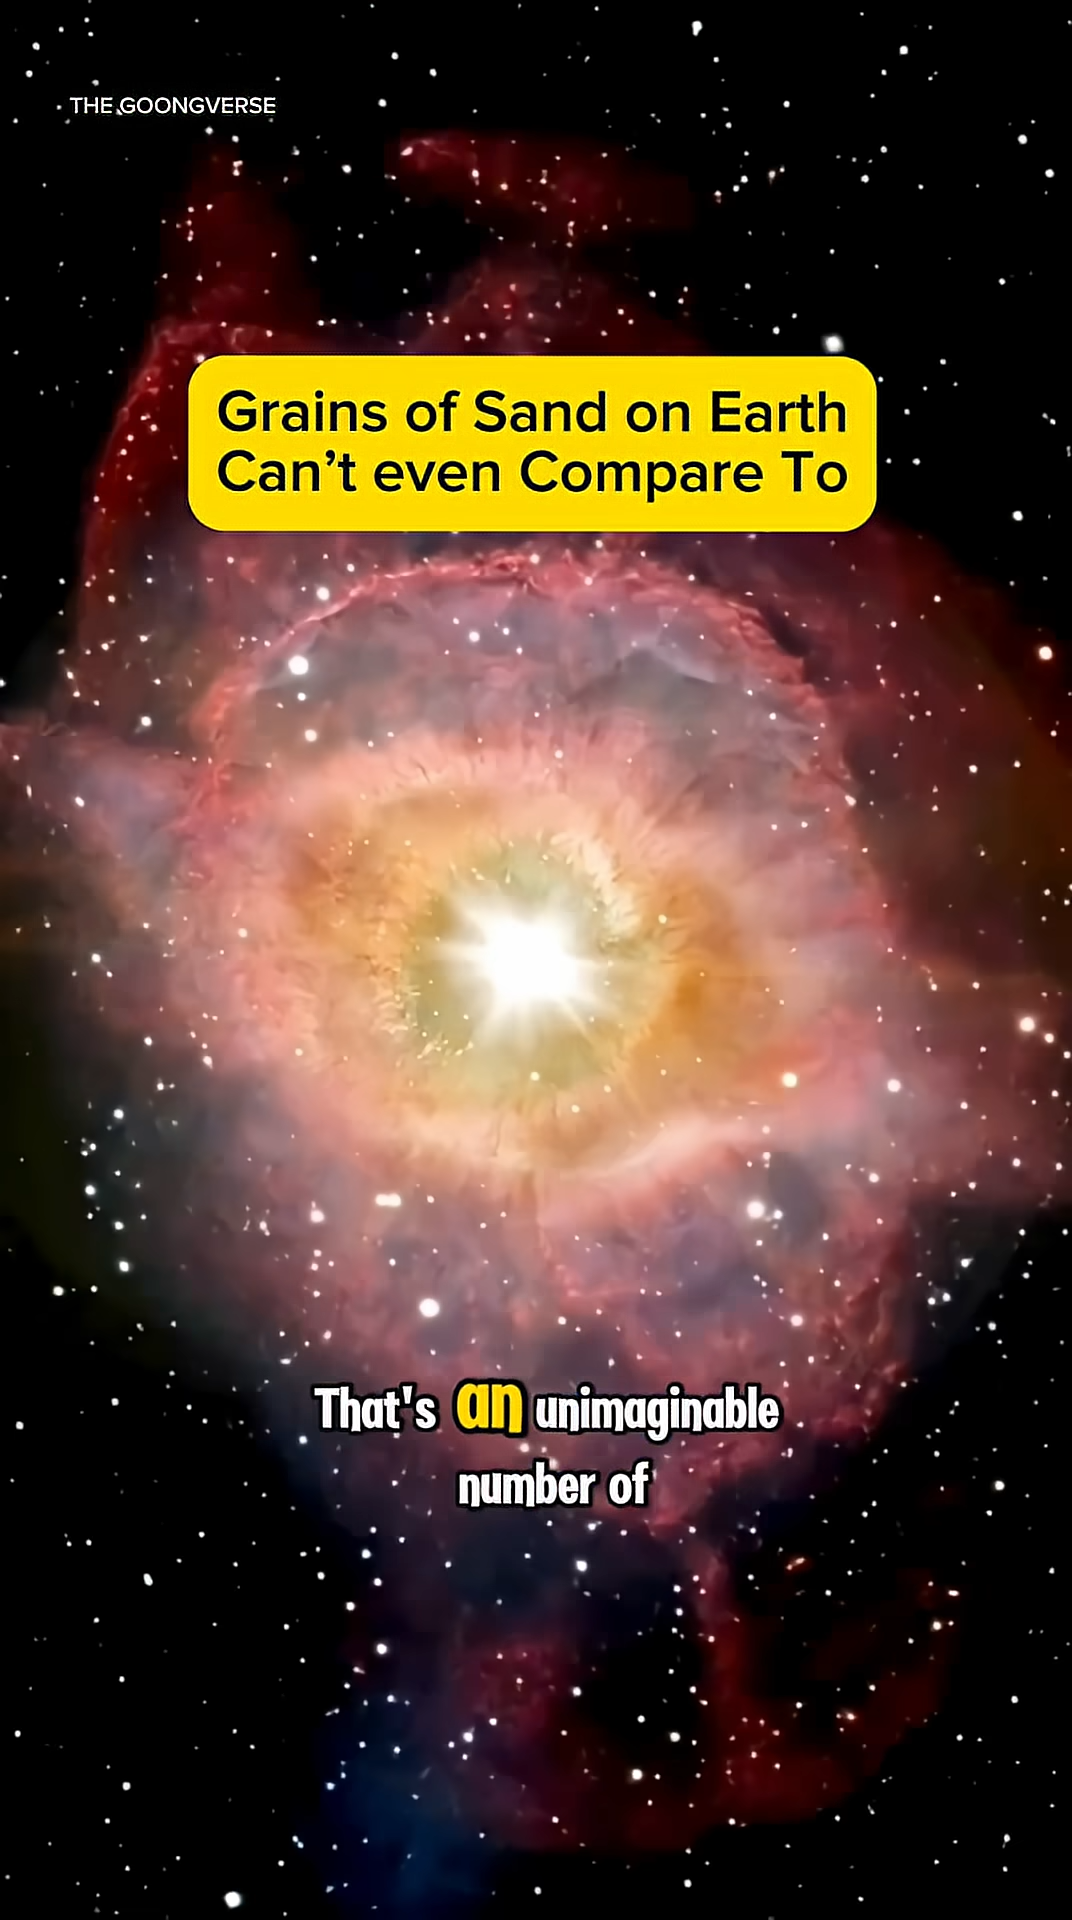 THE GOONGVERSE
Grains of Sand on Earth
Can’t even Compare To
That's an unimaginable
number of